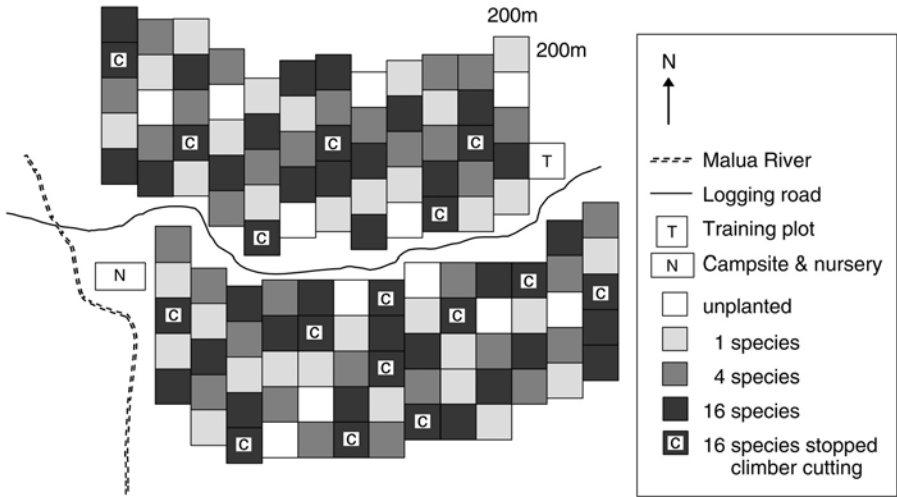 200m
200m
C
C C C
T
C
C
N
C
C
C
C C
C
C
C
C
C
N
Malua River
Logging road
T Training plot
N Campsite & nursery
unplanted
1 species
4 species
16 species
C 16 species stopped
climber cutting